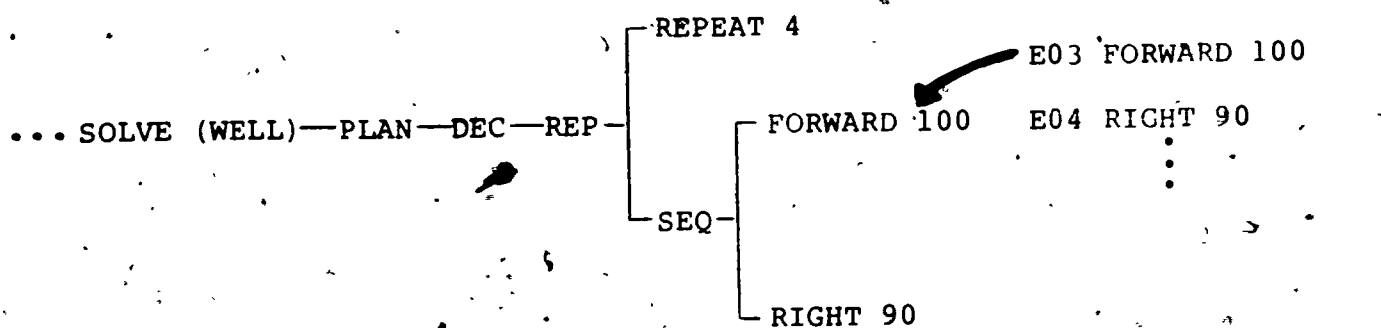 REPEAT 4
E03 FORWARD 100
... SOLVE (WELL)—PLAN—DEC—REP
FORWARD 100
E04 RIGHT 90
SEQ
RIGHT 90